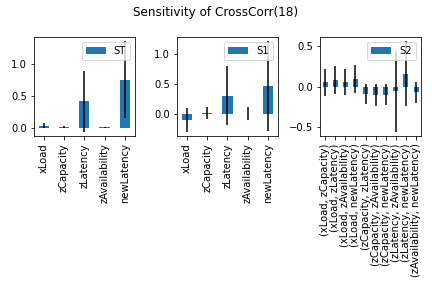 Sensitivity of CrossCorr(18)
ST
1.0
0.5
0.0
xLoad
zCapacity
zLatency
zAvailability
newLatency
S1
1.0
0.5
0.0
xLoad
zCapacity
zLatency
zAvailability
newLatency
S2
0.5
0.0
−0.5
(xLoad, zCapacity)
(xLoad, zLatency)
(xLoad, zAvailability)
(xLoad, newLatency)
(zCapacity, zLatency)
(zCapacity, zAvailability)
(zCapacity, newLatency)
(zLatency, zAvailability)
(zLatency, newLatency)
(zAvailability, newLatency)